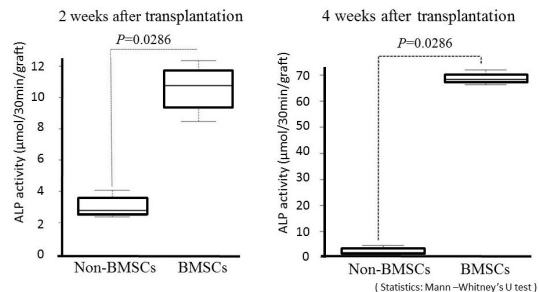 2 weeks after transplantation
P=0.0286
ALP activity (μmol/30min/graft)
12
10
8
6
4
2
0
Non-BMSCs BMSCs
4 weeks after transplantation
P=0.0286
ALP activity (μmol/30min/graft)
70
60
50
40
30
20
10
0
Non-BMSCs BMSCs
( Statistics: Mann –Whitney’s U test )